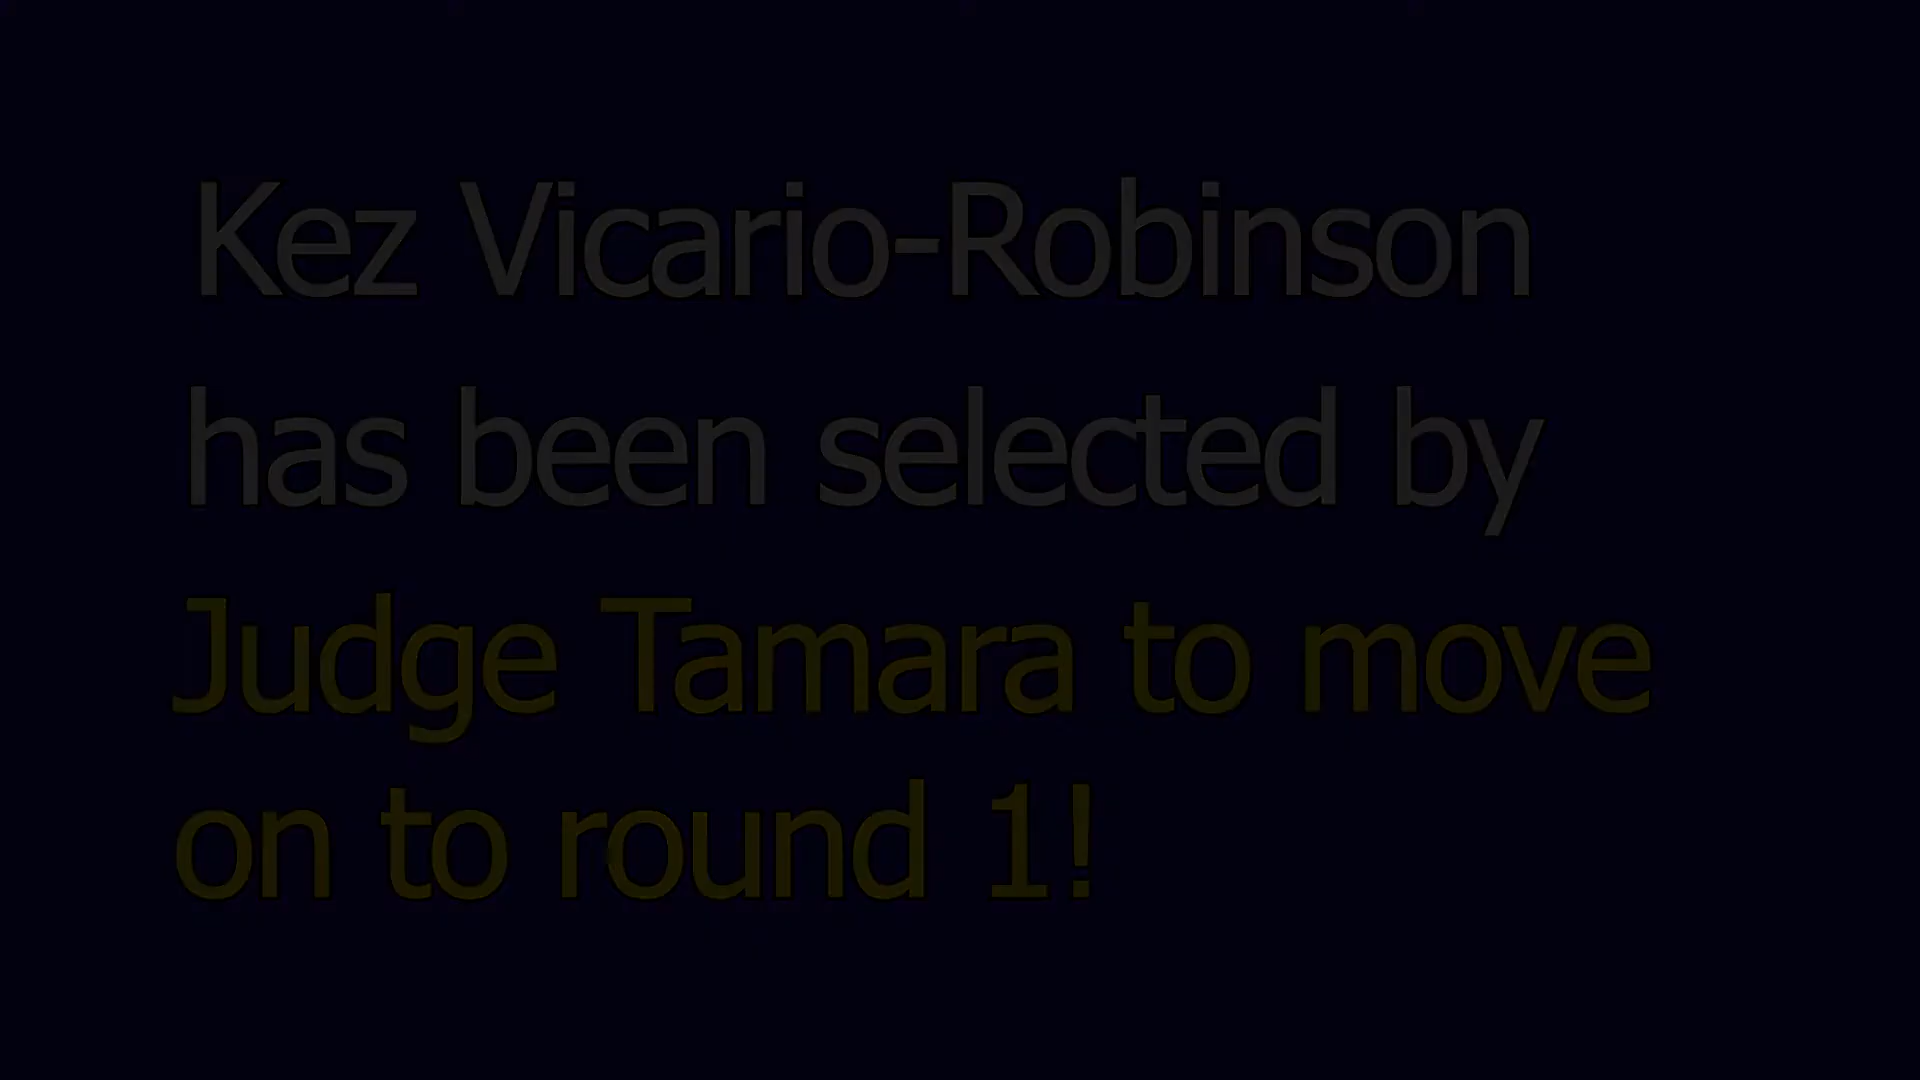 Kez Vicario-Robinson
has been selected by
Judge Tamara to move
on to round 1!